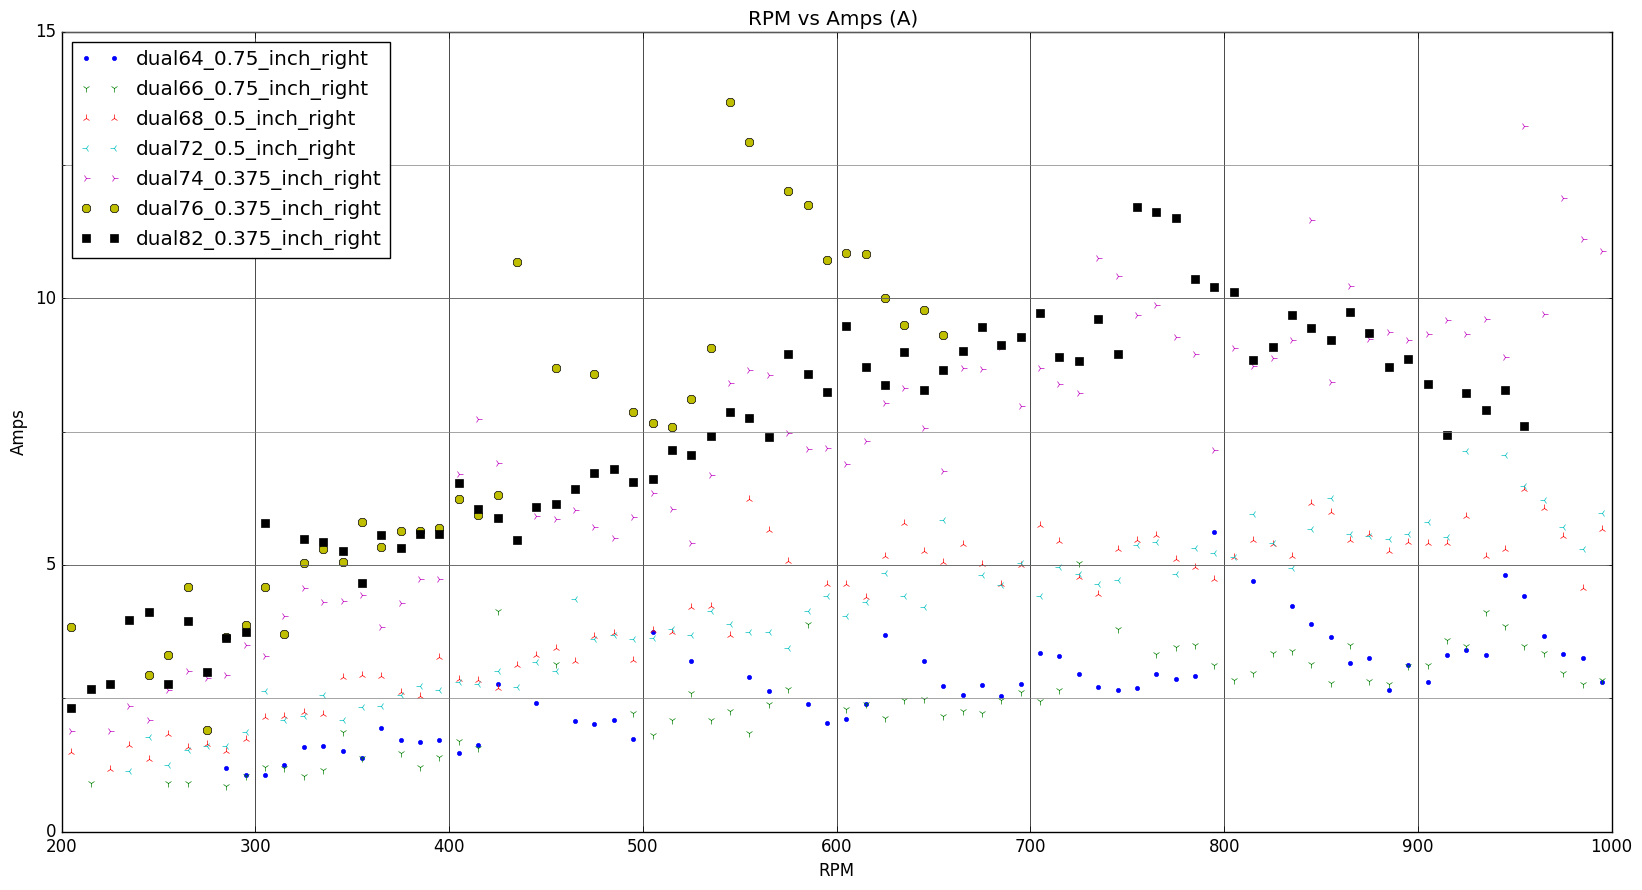 RPM vs Amps (A)
15
dual64_0.75_inch_right
dual66_0.75_inch_right
dual68_0.5_inch_right
dual72_0.5_inch_right
dual74_0.375_inch_right
dual76_0.375_inch_right
dual82_0.375_inch_right
10
Amps
5
0
200 300 400 500 600 700 800 900 1000
RPM